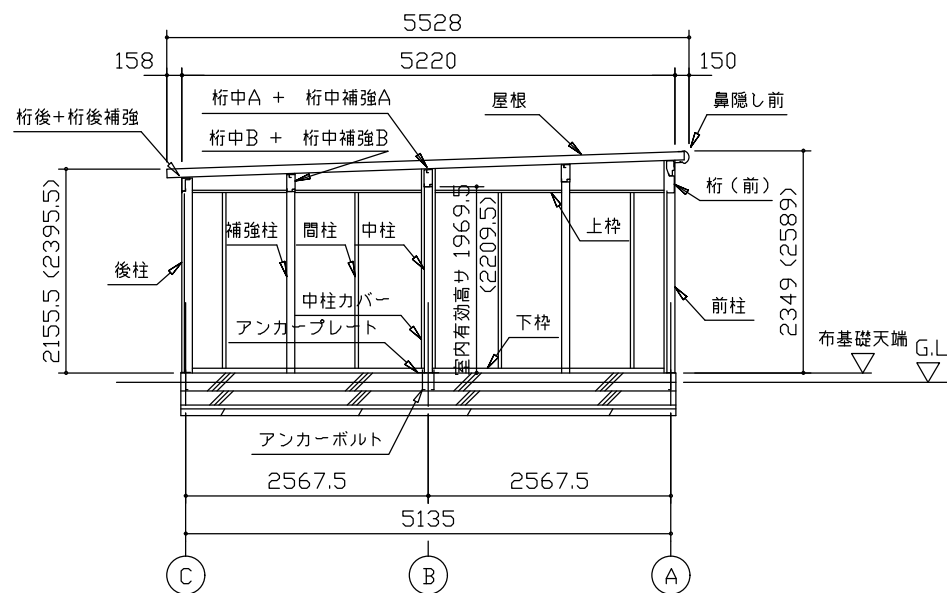 5528
158
5220
150
桁中A + 桁中補強A
屋根
鼻隠し前
桁後+桁後補強
桁中B + 桁中補強B
桁(前)
2155.5 (2395.5)
補強柱
間柱
中柱
室内有効高サ 1969.5
(2209.5)
上枠
2349 (2589)
後柱
中柱カバー
前柱
アンカープレート
下枠
布基礎天端
G.L
アンカーボルト
2567.5
2567.5
5135
C
B
A